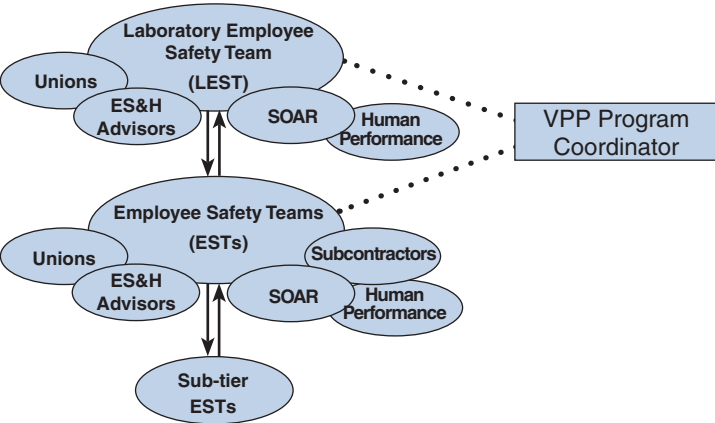 Laboratory Employee
Safety Team
(LEST)
Unions
ES&H
Advisors
SOAR
Human
Performance
VPP Program
Coordinator
Employee Safety Teams
(ESTs)
Unions
ES&H
Advisors
Subcontractors
SOAR
Human
Performance
Sub-tier
ESTs